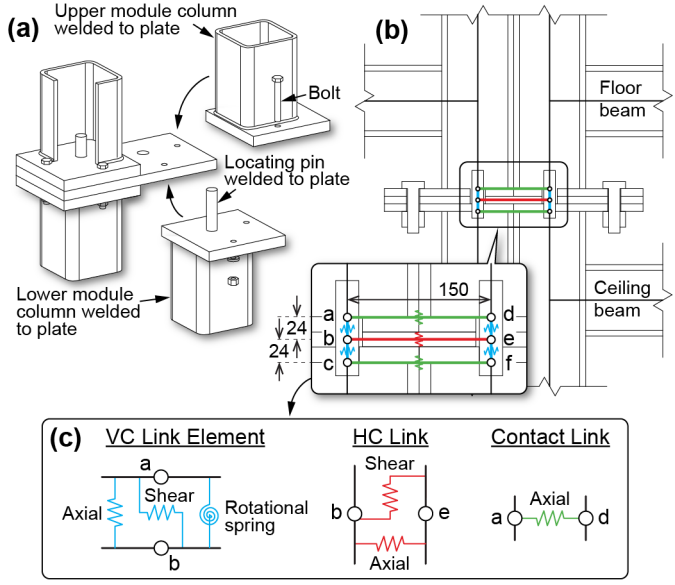 (a)
Upper module column
welded to plate
Bolt
Locating pin
welded to plate
Lower module
column welded
to plate
(b)
Floor
beam
Ceiling
beam
150
a
d
24
b
e
24
c
f
(c)
VC Link Element
a
Axial
Shear
Rotational
spring
b
HC Link
Shear
b
e
Axial
Contact Link
Axial
a
d